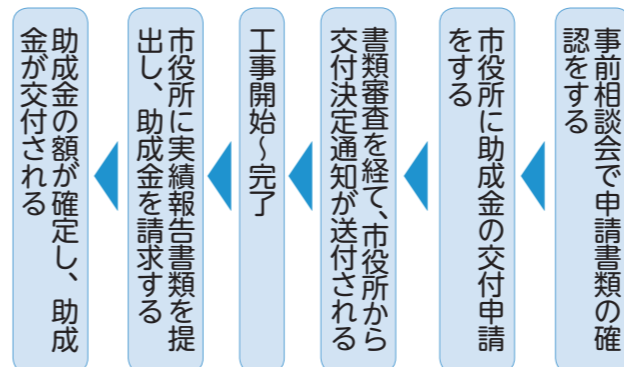 事前相談会で申請書類の確
認をする
市役所に助成金の交付申請
をする
書類審査を経て、市役所から
交付決定通知が送付される
工事開始～完了
市役所に実績報告書類を提
出し、助成金を請求する
助成金の額が確定し、助成
金が交付される